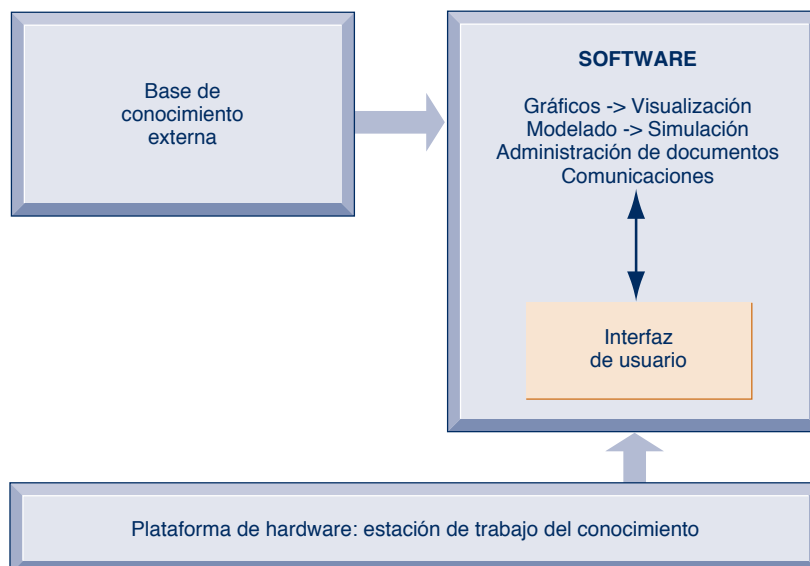 Base de
conocimiento
externa
SOFTWARE
Gráficos -> Visualización
Modelado -> Simulación
Administración de documentos
Comunicaciones
Interfaz
de usuario
Plataforma de hardware: estación de trabajo del conocimiento